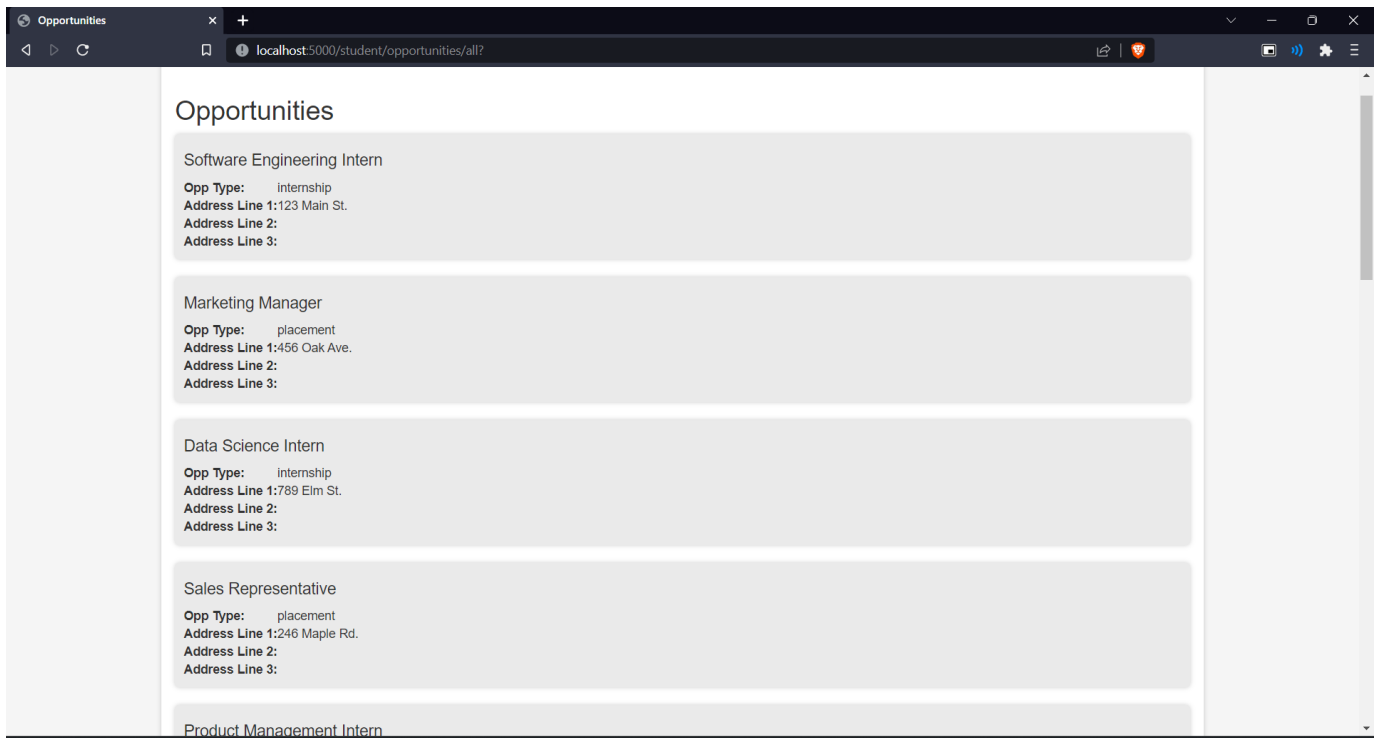 Opportunities
localhost:5000/student/opportunities/all?
Opportunities
Software Engineering Intern
Opp Type: internship
Address Line 1:123 Main St.
Address Line 2:
Address Line 3:
Marketing Manager
Opp Type: placement
Address Line 1:456 Oak Ave.
Address Line 2:
Address Line 3:
Data Science Intern
Opp Type: internship
Address Line 1:789 Elm St.
Address Line 2:
Address Line 3:
Sales Representative
Opp Type: placement
Address Line 1:246 Maple Rd.
Address Line 2:
Address Line 3:
Product Management Intern